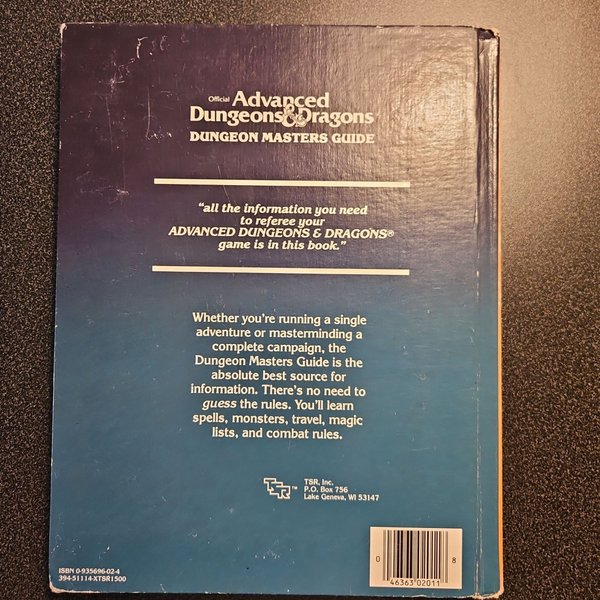 Official Advanced
Dungeons & Dragons
DUNGEON MASTERS GUIDE
"all the information you need
to referee your
ADVANCED DUNGEONS & DRAGONS®
game is in this book."
Whether you're running a single
adventure or masterminding a
complete campaign, the
Dungeon Masters Guide is the
absolute best source for
information. There's no need to
guess the rules. You'll learn
spells, monsters, travel, magic
lists, and combat rules.
TSR™
TSR, Inc.
P.O. Box 756
Lake Geneva, WI 53147
ISBN 0-935696-02-4
394-51114-XTSR1500
0 46363 02011 8